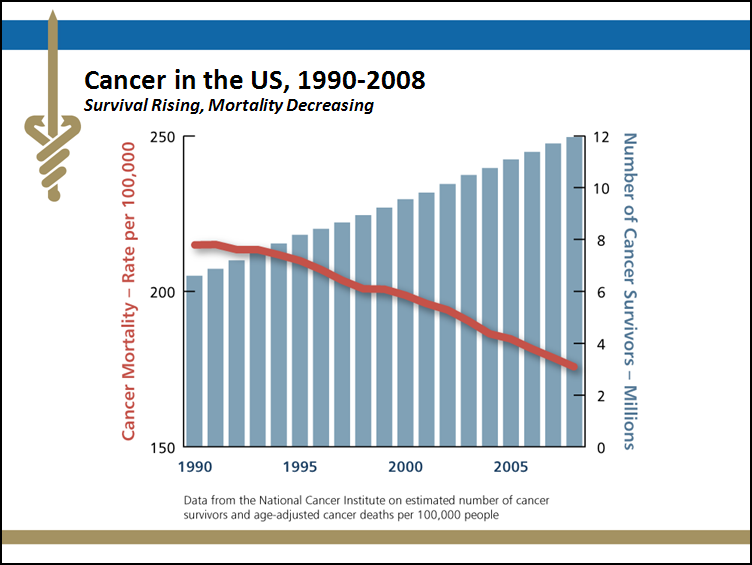 Cancer in the US, 1990-2008
Survival Rising, Mortality Decreasing
Cancer Mortality – Rate per 100,000
250
200
150
12
10
8
6
4
2
0
Number of Cancer Survivors – Millions
1990 1995 2000 2005
Data from the National Cancer Institute on estimated number of cancer
survivors and age-adjusted cancer deaths per 100,000 people